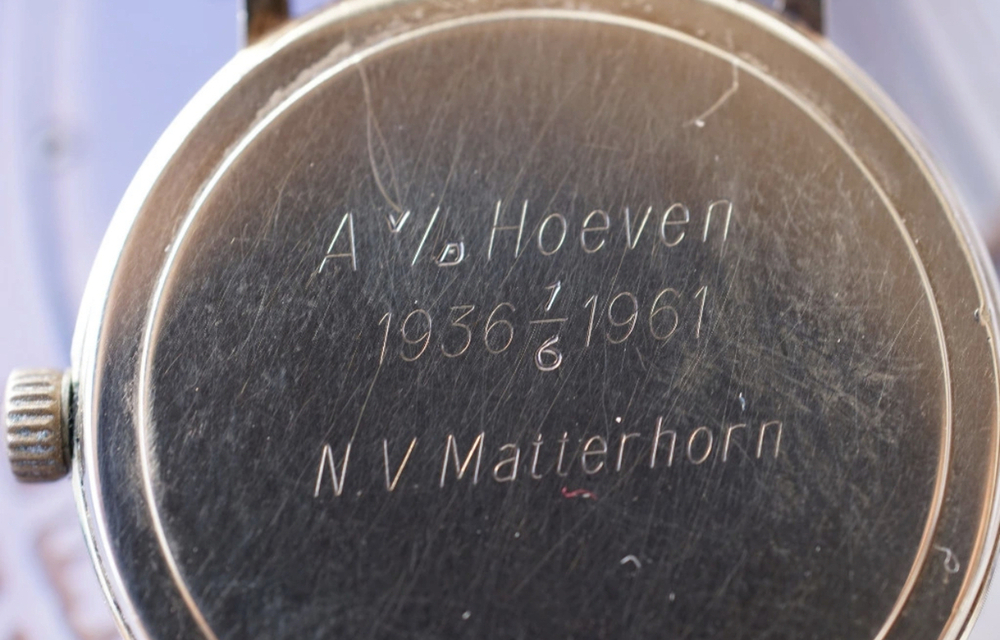 A v/d Hoeven
1936 1/6 1961
N V Matterhorn